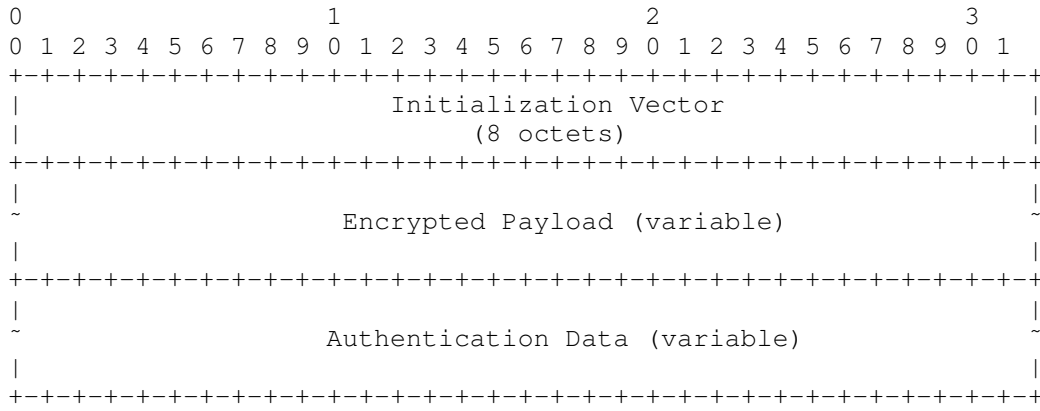 0                   1                   2                   3
0 1 2 3 4 5 6 7 8 9 0 1 2 3 4 5 6 7 8 9 0 1 2 3 4 5 6 7 8 9 0 1
+-+-+-+-+-+-+-+-+-+-+-+-+-+-+-+-+-+-+-+-+-+-+-+-+-+-+-+-+-+-+-+-+
|                       Initialization Vector                   |
|                            (8 octets)                         |
+-+-+-+-+-+-+-+-+-+-+-+-+-+-+-+-+-+-+-+-+-+-+-+-+-+-+-+-+-+-+-+-+
|                                                               |
~                    Encrypted Payload (variable)               ~
|                                                               |
+-+-+-+-+-+-+-+-+-+-+-+-+-+-+-+-+-+-+-+-+-+-+-+-+-+-+-+-+-+-+-+-+
|                                                               |
~                   Authentication Data (variable)              ~
|                                                               |
+-+-+-+-+-+-+-+-+-+-+-+-+-+-+-+-+-+-+-+-+-+-+-+-+-+-+-+-+-+-+-+-+